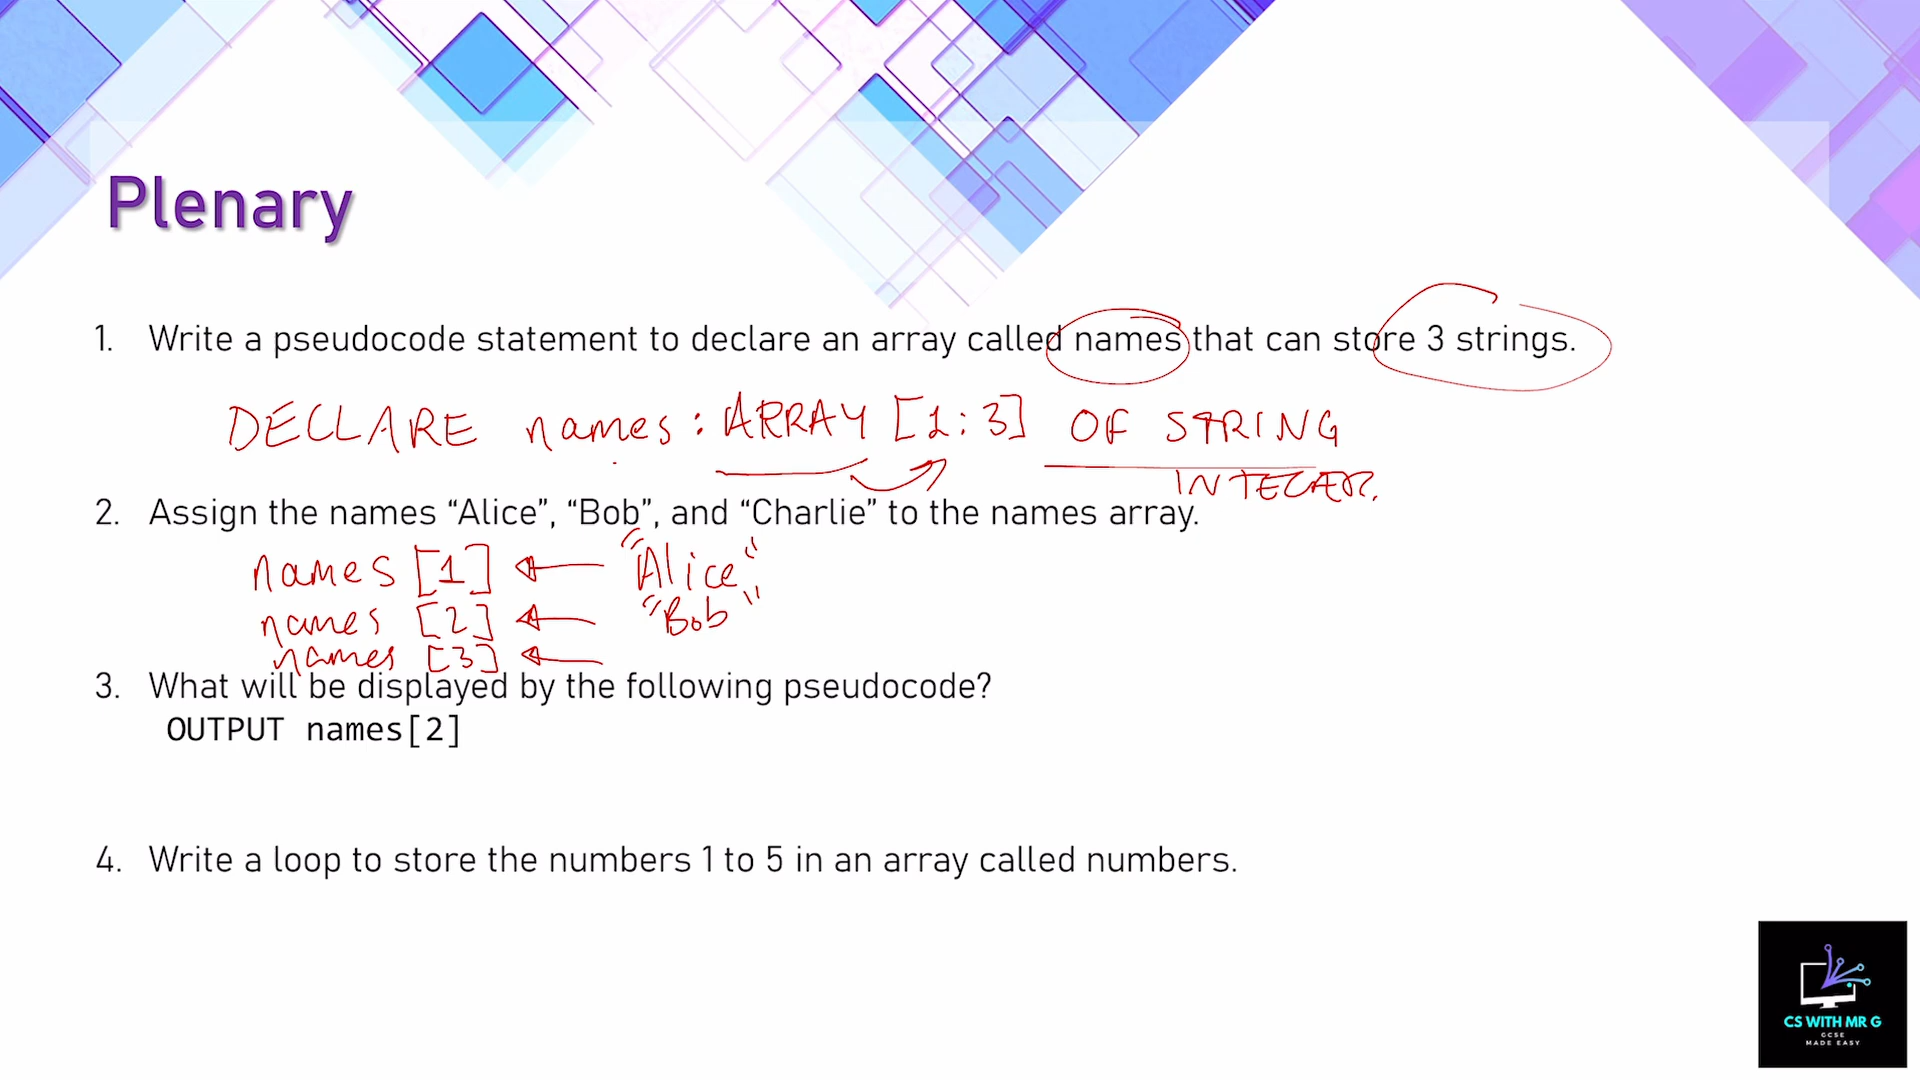 Plenary
1. Write a pseudocode statement to declare an array called names that can store 3 strings.
DECLARE names : ARRAY [1:3] OF STRING
INTEGER.
2. Assign the names “Alice”, “Bob”, and “Charlie” to the names array.
names [1] ← "Alice"
names [2] ← "Bob"
names [3] ←
3. What will be displayed by the following pseudocode?
OUTPUT names[2]
4. Write a loop to store the numbers 1 to 5 in an array called numbers.
CS WITH MR G
GCSE
MADE EASY